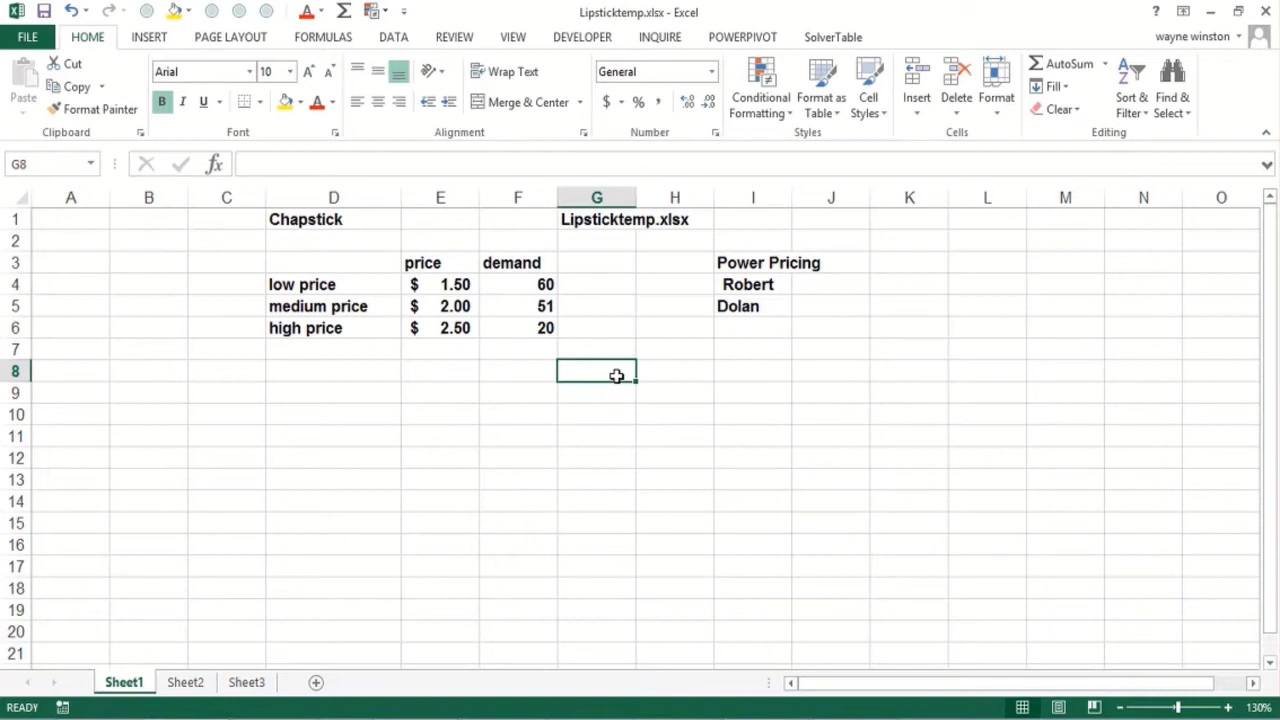 Lipsticktemp.xlsx - Excel
FILE HOME INSERT PAGE LAYOUT FORMULAS DATA REVIEW VIEW DEVELOPER INQUIRE POWERPIVOT SolverTable wayne winston
Paste Cut Copy Format Painter Clipboard
Arial 10 B I U Font
Wrap Text Merge & Center Alignment
General $ % , Number
Conditional Formatting Format as Table Cell Styles Styles
Insert Delete Format Cells
AutoSum Fill Clear Sort & Filter Find & Select Editing
G8 fx
A B C D E F G H I J K L M N O
1 Chapstick Lipsticktemp.xlsx
2
3 price demand Power Pricing
4 low price $ 1.50 60 Robert
5 medium price $ 2.00 51 Dolan
6 high price $ 2.50 20
7
8
9
10
11
12
13
14
15
16
17
18
19
20
21
Sheet1 Sheet2 Sheet3
READY 130%